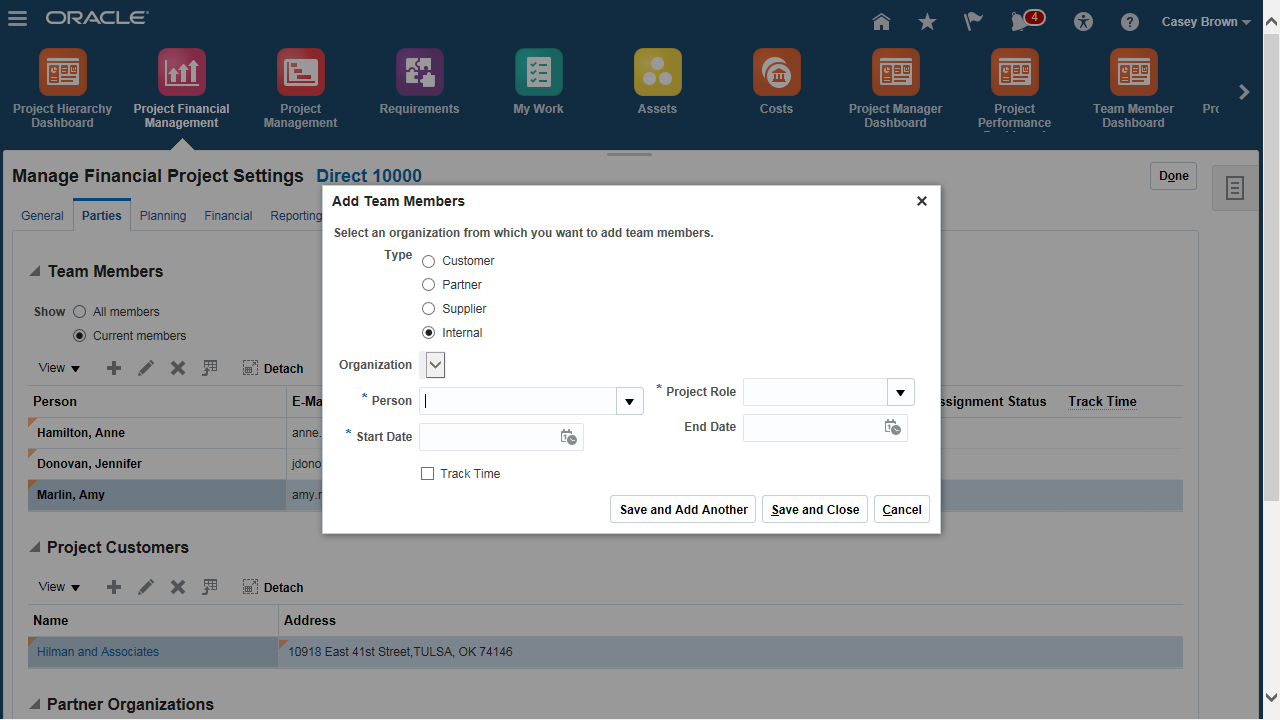 ORACLE
4
Casey Brown
Project Hierarchy
Dashboard
Project Financial
Management
Project
Management
Requirements
My Work
Assets
Costs
Project Manager
Dashboard
Project
Performance
Team Member
Dashboard
Manage Financial Project Settings Direct 10000
Done
General Parties Planning Financial Reporting
Team Members
Show All members
Current members
View Detach
Person E-Ma ssignment Status Track Time
Hamilton, Anne anne.
Donovan, Jennifer jdono
Marlin, Amy amy.r
Add Team Members
Select an organization from which you want to add team members.
Type Customer
Partner
Supplier
Internal
Organization
* Person
* Project Role
* Start Date
End Date
Track Time
Save and Add Another Save and Close Cancel
Project Customers
View Detach
Name Address
Hilman and Associates 10918 East 41st Street,TULSA, OK 74146
Partner Organizations